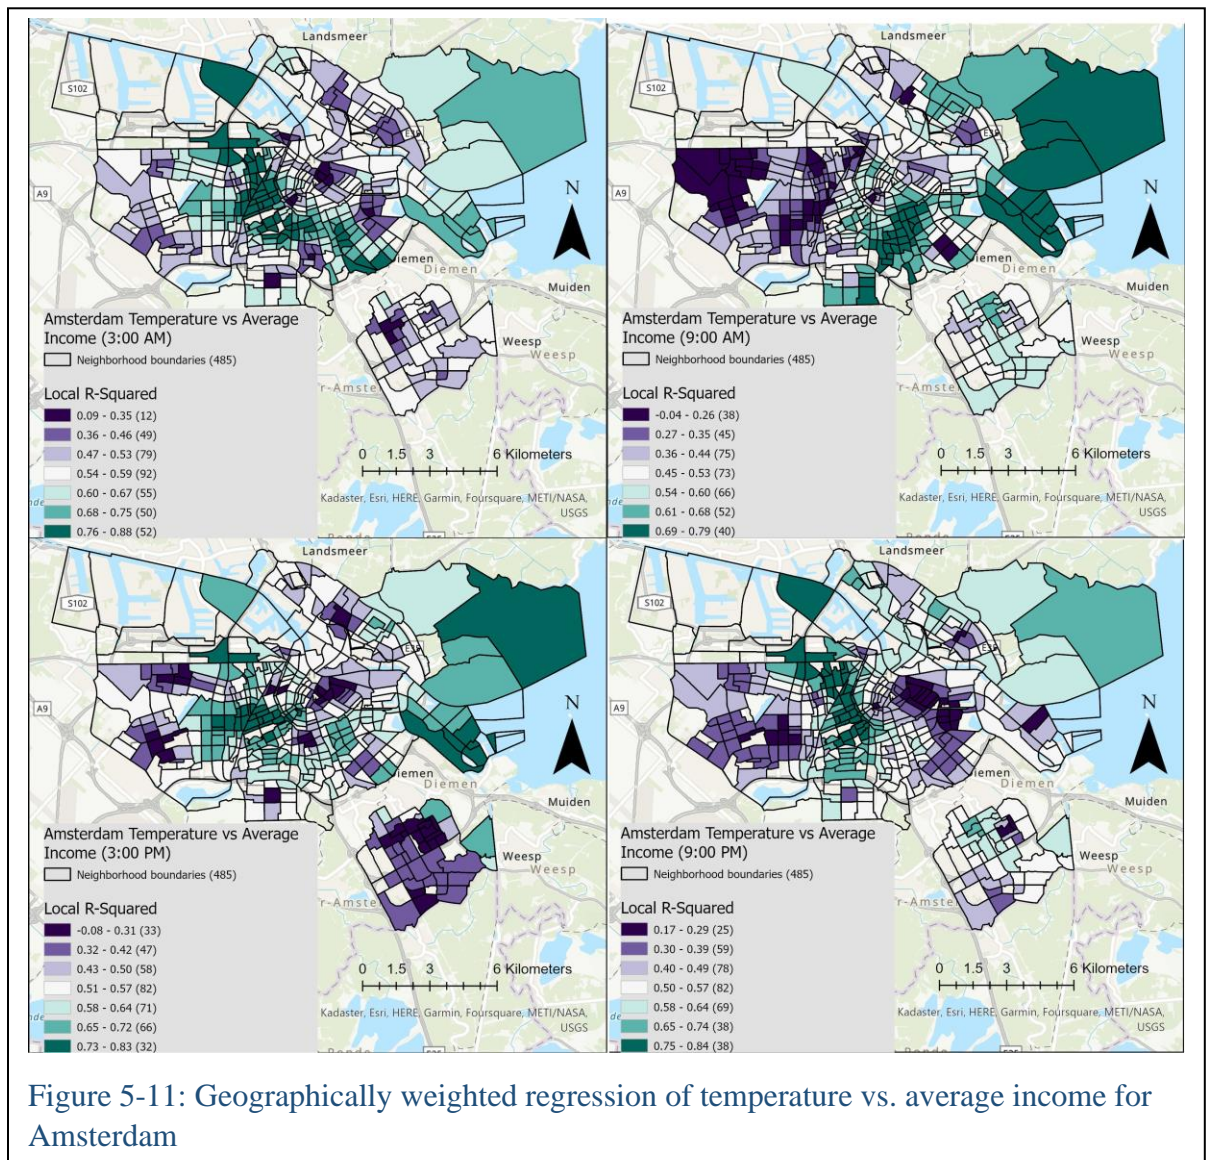 Landsmeer
S102
E35
A9
N
Diemen
Muiden
Weesp
Weesp
Amsterdam Temperature vs Average
Income (3:00 AM)
Neighborhood boundaries (485)
Local R-Squared
0.09 - 0.35 (12)
0.36 - 0.46 (49)
0.47 - 0.53 (79)
0.54 - 0.59 (92)
0.60 - 0.67 (55)
0.68 - 0.75 (50)
0.76 - 0.88 (52)
r-Amste
0 1.5 3 6 Kilometers
Kadaster, Esri, HERE, Garmin, Foursquare, METI/NASA,
USGS
Landsmeer
S102
A9
N
iemen
Diemen
Muiden
Weesp
Weesp
Amsterdam Temperature vs Average
Income (9:00 AM)
Neighborhood boundaries (485)
Local R-Squared
-0.04 - 0.26 (38)
0.27 - 0.35 (45)
0.36 - 0.44 (75)
0.45 - 0.53 (73)
0.54 - 0.60 (66)
0.61 - 0.68 (52)
0.69 - 0.79 (40)
r-Amste
0 1.5 3 6 Kilometers
Kadaster, Esri, HERE, Garmin, Foursquare, METI/NASA,
USGS
Landsmeer
S102
A9
N
iemen
Diemen
Muiden
Weesp
Weesp
Amsterdam Temperature vs Average
Income (3:00 PM)
Neighborhood boundaries (485)
Local R-Squared
-0.08 - 0.31 (33)
0.32 - 0.42 (47)
0.43 - 0.50 (58)
0.51 - 0.57 (82)
0.58 - 0.64 (71)
0.65 - 0.72 (66)
0.73 - 0.83 (32)
r-Amste
0 1.5 3 6 Kilometers
Kadaster, Esri, HERE, Garmin, Foursquare, METI/NASA,
USGS
Landsmeer
S102
A9
N
iemen
Diemen
Muiden
Weesp
Weesp
Amsterdam Temperature vs Average
Income (9:00 PM)
Neighborhood boundaries (485)
Local R-Squared
0.17 - 0.29 (25)
0.30 - 0.39 (59)
0.40 - 0.49 (78)
0.50 - 0.57 (82)
0.58 - 0.64 (69)
0.65 - 0.74 (38)
0.75 - 0.84 (38)
r-Amste
0 1.5 3 6 Kilometers
Kadaster, Esri, HERE, Garmin, Foursquare, METI/NASA,
USGS
Figure 5-11: Geographically weighted regression of temperature vs. average income for
Amsterdam